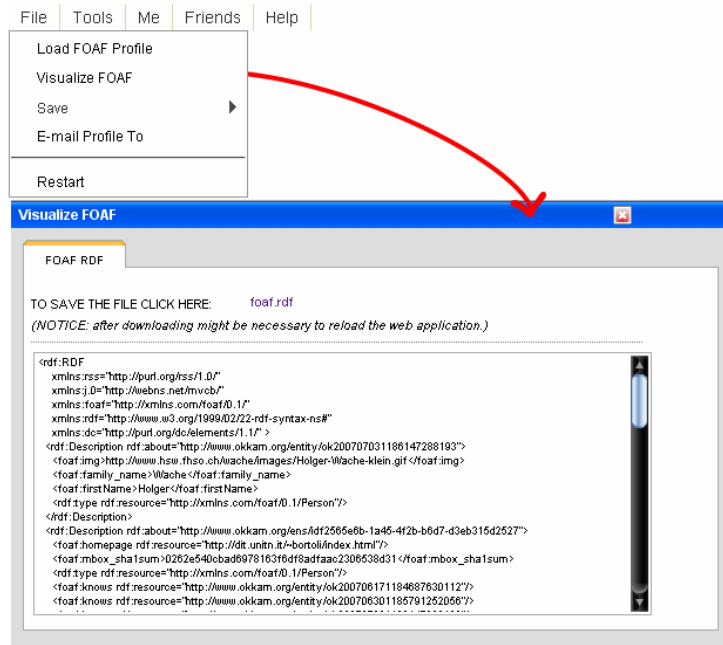 File Tools Me Friends Help
Load FOAF Profile
Visualize FOAF
Save
E-mail Profile To
Restart
Visualize FOAF
FOAF RDF
TO SAVE THE FILE CLICK HERE: foaf.rdf
(NOTICE: after downloading might be necessary to reload the web application.)
<rdf:RDF
xmlns:rss="http://purl.org/rss/1.0/"
xmlns:j.0="http://webns.net/mvcb/"
xmlns:foaf="http://xmlns.com/foaf/0.1/"
xmlns:rdf="http://www.w3.org/1999/02/22-rdf-syntax-ns#"
xmlns:dc="http://purl.org/dc/elements/1.1/" >
<rdf:Description rdf:about="http://www.okkam.org/entity/ok200707031186147288193">
<foaf:img>http://www.hsw.fhso.ch/wache/images/Holger-Wache-klein.gif</foaf:img>
<foaf:family_name>Wache</foaf:family_name>
<foaf:firstName>Holger</foaf:firstName>
<rdf:type rdf:resource="http://xmlns.com/foaf/0.1/Person"/>
</rdf:Description>
<rdf:Description rdf:about="http://www.okkam.org/ens/idf2565e6b-1a45-4f2b-b6d7-d3eb315d2527">
<foaf:homepage rdf:resource="http://dit.unitn.it/~bortoli/index.html"/>
<foaf:mbox_sha1sum>0262e540cbad6978163f6df8adfaac2306538d31</foaf:mbox_sha1sum>
<rdf:type rdf:resource="http://xmlns.com/foaf/0.1/Person"/>
<foaf:knows rdf:resource="http://www.okkam.org/entity/ok200706171184687630112"/>
<foaf:knows rdf:resource="http://www.okkam.org/entity/ok200706301185791252056"/>